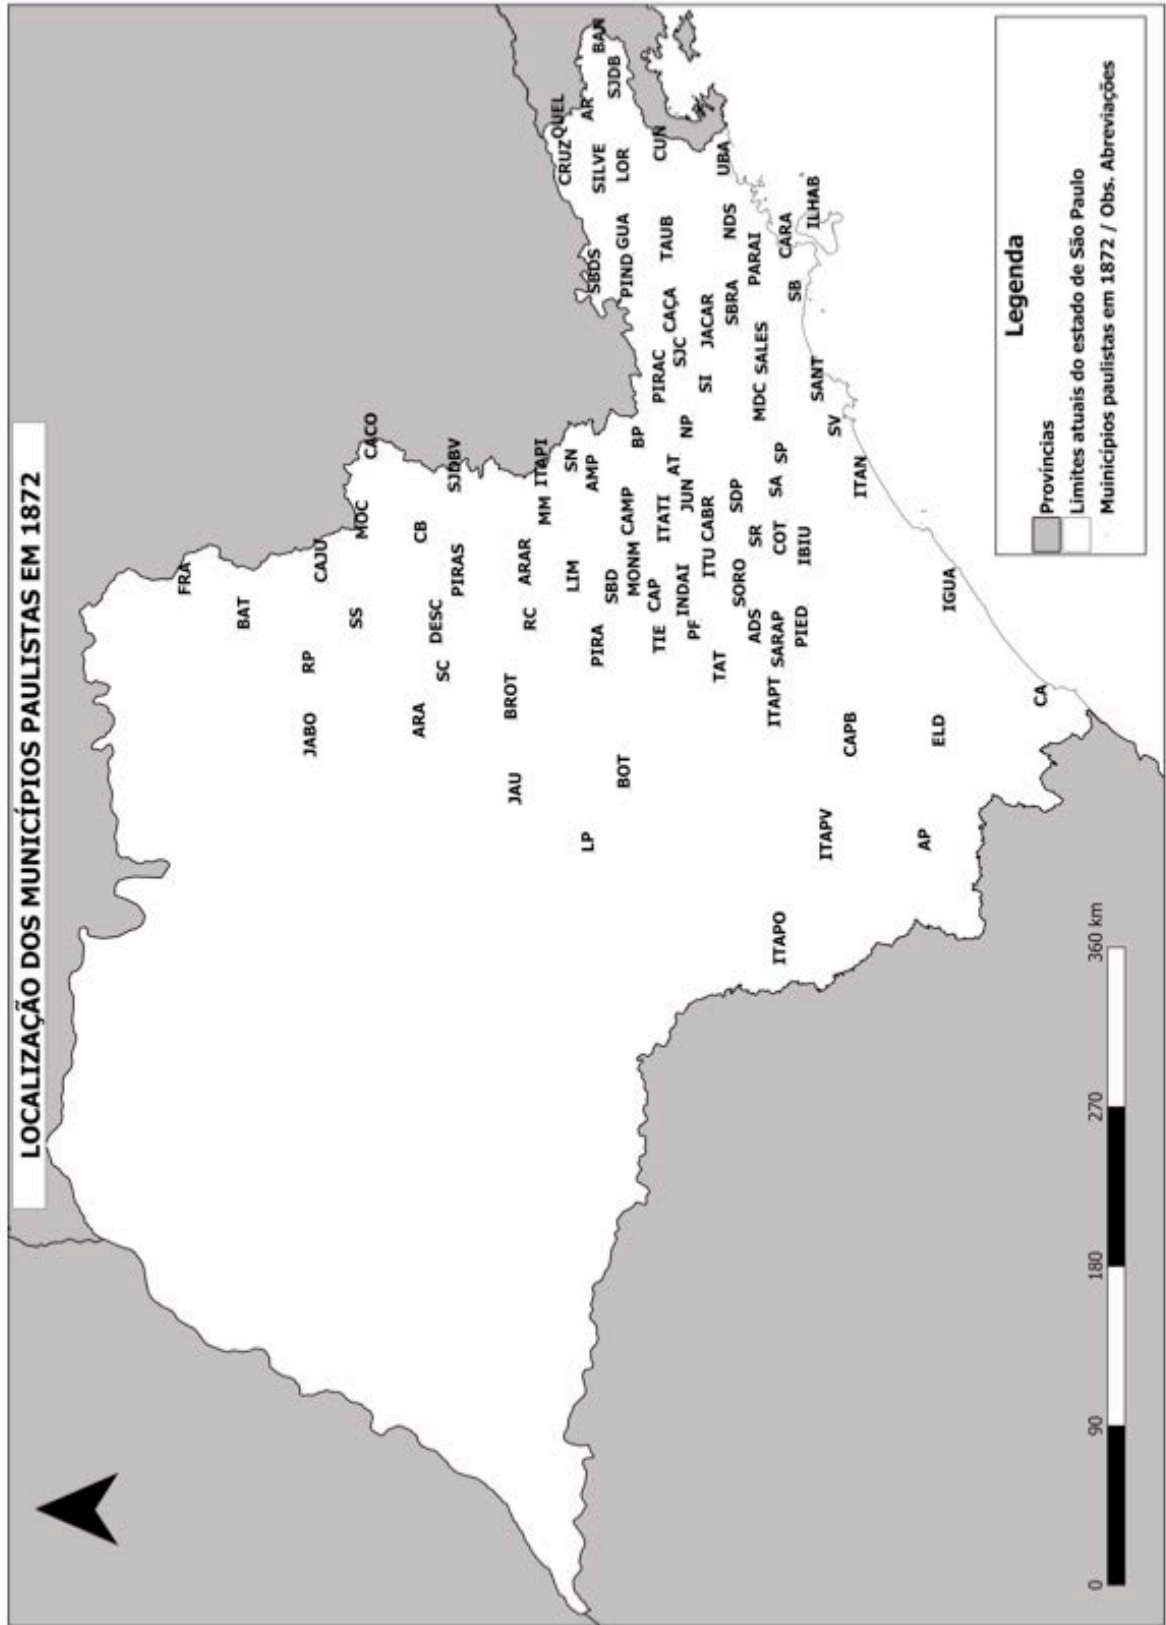 LOCALIZAÇÃO DOS MUNICÍPIOS PAULISTAS EM 1872
FRA
BAT
RP
CAJU
JABO
SS
MOC
CACO
ARA
SC
DESC
CB
PIRAS
SJDBV
JAU
BROT
RC
ARAR
MM
ITAPI
LP
LIM
SN
AMP
BOT
PIRA
SBD
MONM
CAMP
BP
TIE
CAP
ITATI
AT
PF
INDAI
JUN
NP
TAT
ITU
CABR
SORO
SDP
ADS
SR
ITAPT
SARAP
COT
SA
SP
PIED
IBIU
ITAPO
ITAPV
CAPB
AP
ELD
IGUA
CA
ITAN
SV
SANT
MDC
SALES
SI
JACAR
PIRAC
SJC
CAÇA
SBRA
PARAI
NDS
SB
CARA
ILHAB
UBA
TAUB
PIND
GUA
SBDS
LOR
SILVE
CRUZ
QUEL
AR
SJDB
BAN
CUN
Legenda
Províncias
Limites atuais do estado de São Paulo
Muinicípios paulistas em 1872 / Obs. Abreviações
0 90 180 270 360 km